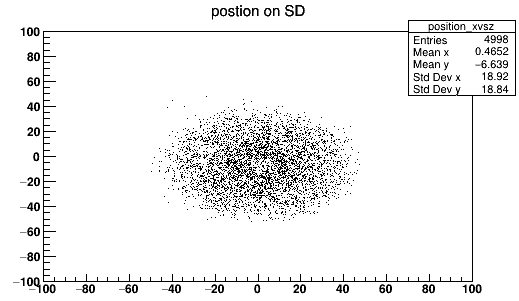 postion on SD
position_xvsz
Entries 4998
Mean x 0.4652
Mean y −6.639
Std Dev x 18.92
Std Dev y 18.84
100
80
60
40
20
0
−20
−40
−60
−80
−100
−100 −80 −60 −40 −20 0 20 40 60 80 100